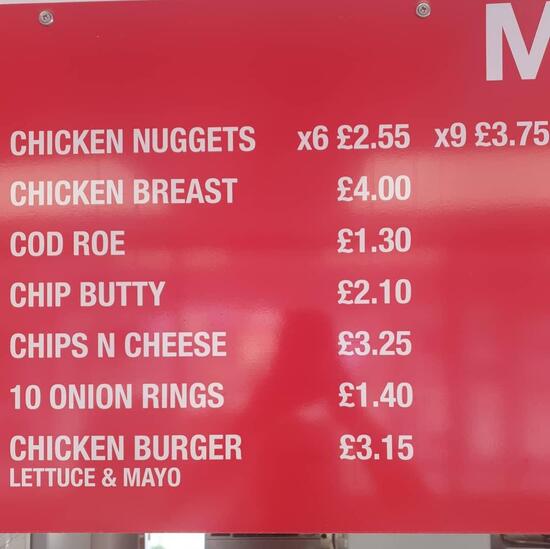 M
CHICKEN NUGGETS x6 £2.55 x9 £3.75
CHICKEN BREAST £4.00
COD ROE £1.30
CHIP BUTTY £2.10
CHIPS N CHEESE £3.25
10 ONION RINGS £1.40
CHICKEN BURGER £3.15
LETTUCE & MAYO